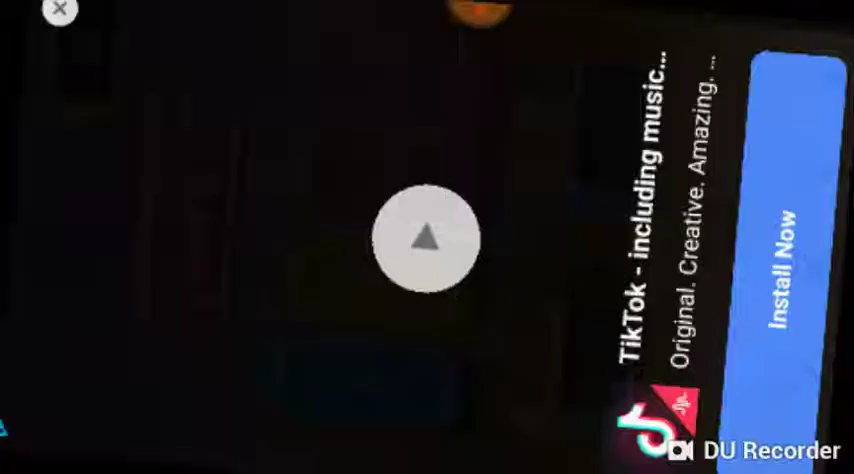 TikTok - including music...
Original. Creative. Amazing. ...
Install Now
DU Recorder